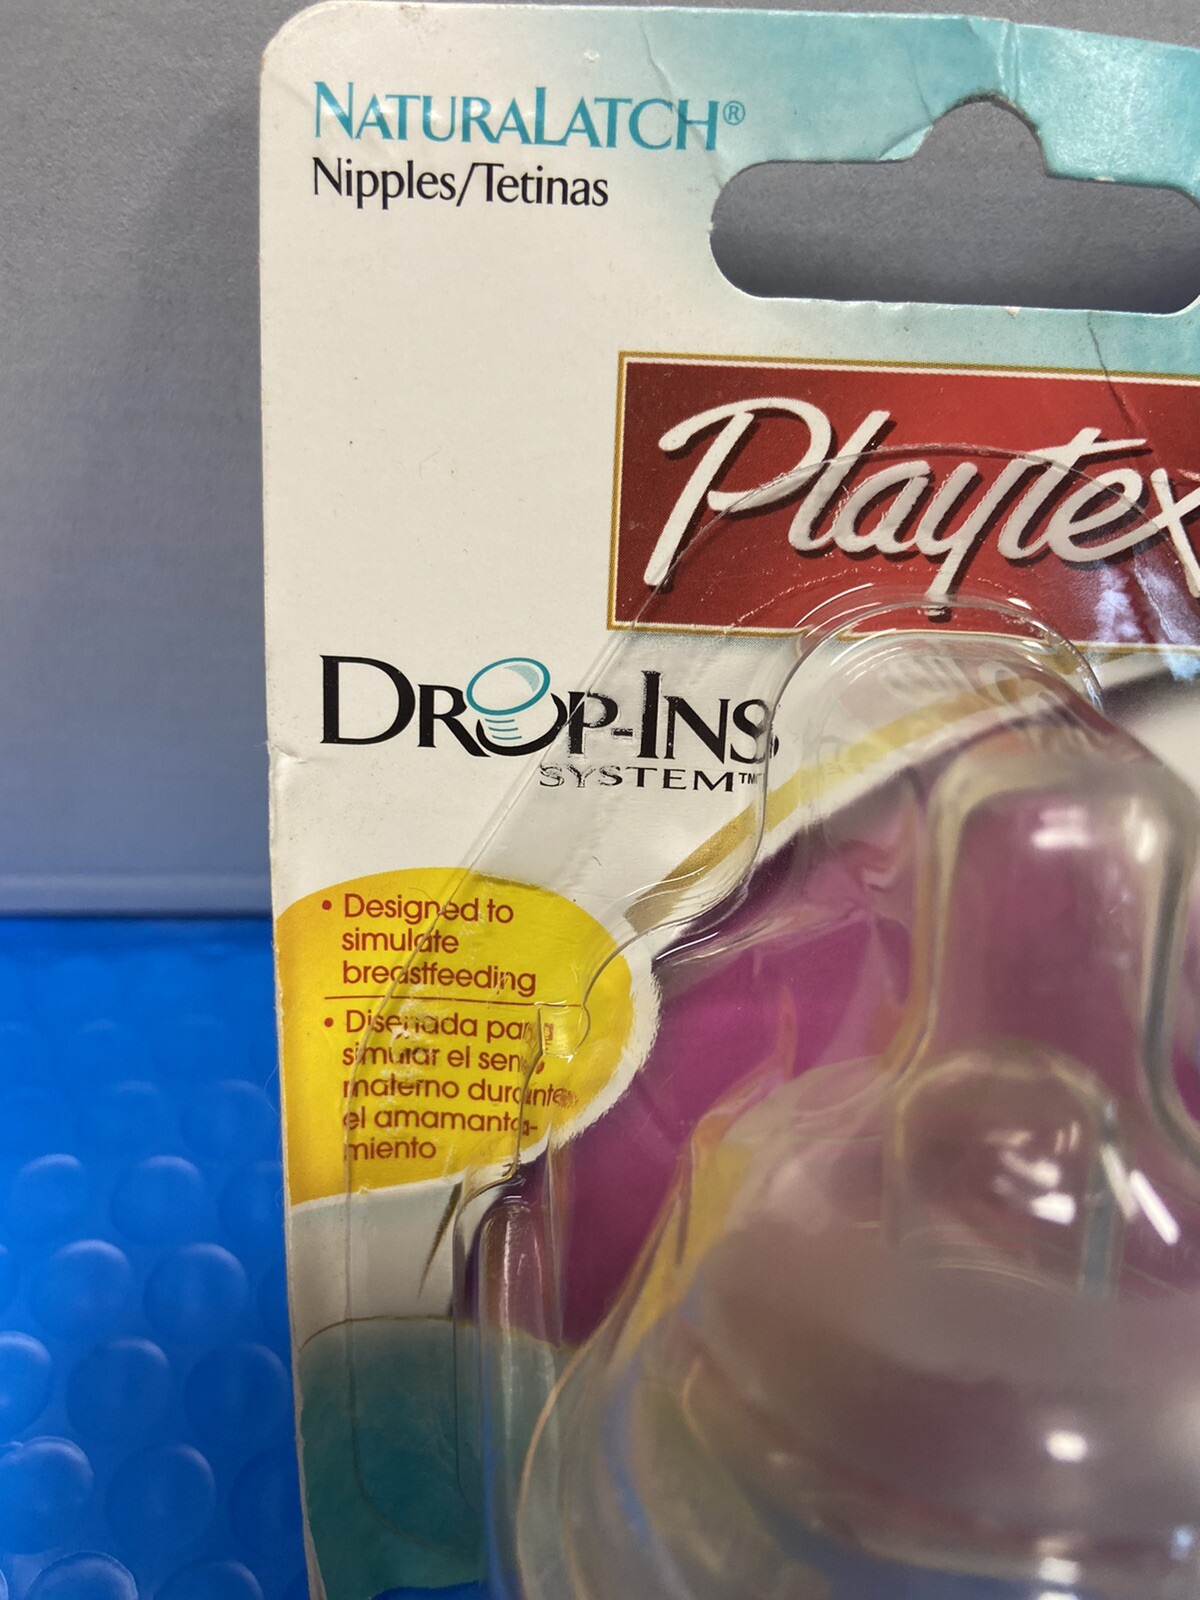 NATURALATCH®
Nipples/Tetinas
Playtex
DROP-INS
SYSTEM™
• Designed to
simulate
breastfeeding
• Diseñada para
simular el seno
materno durante
el amamanta-
miento